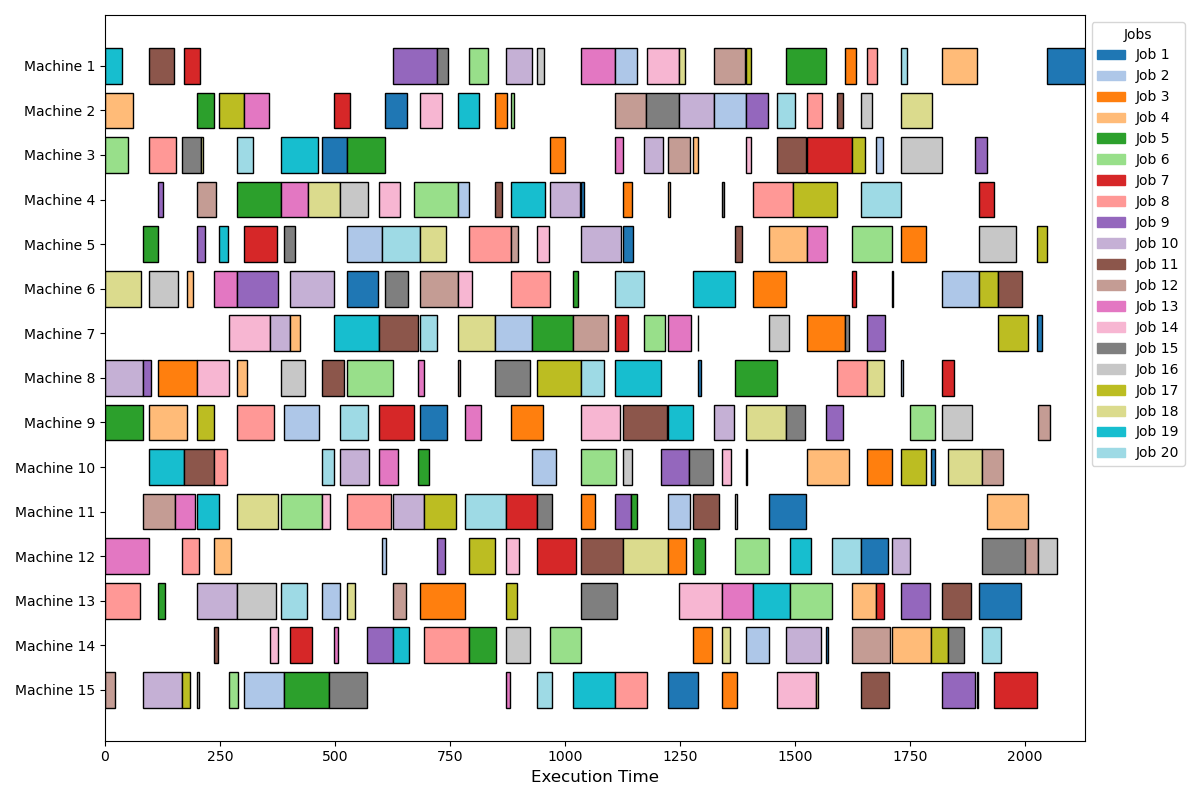 Machine 1
Machine 2
Machine 3
Machine 4
Machine 5
Machine 6
Machine 7
Machine 8
Machine 9
Machine 10
Machine 11
Machine 12
Machine 13
Machine 14
Machine 15
0
250
500
750
1000
1250
1500
1750
2000
Execution Time
Jobs
Job 1
Job 2
Job 3
Job 4
Job 5
Job 6
Job 7
Job 8
Job 9
Job 10
Job 11
Job 12
Job 13
Job 14
Job 15
Job 16
Job 17
Job 18
Job 19
Job 20